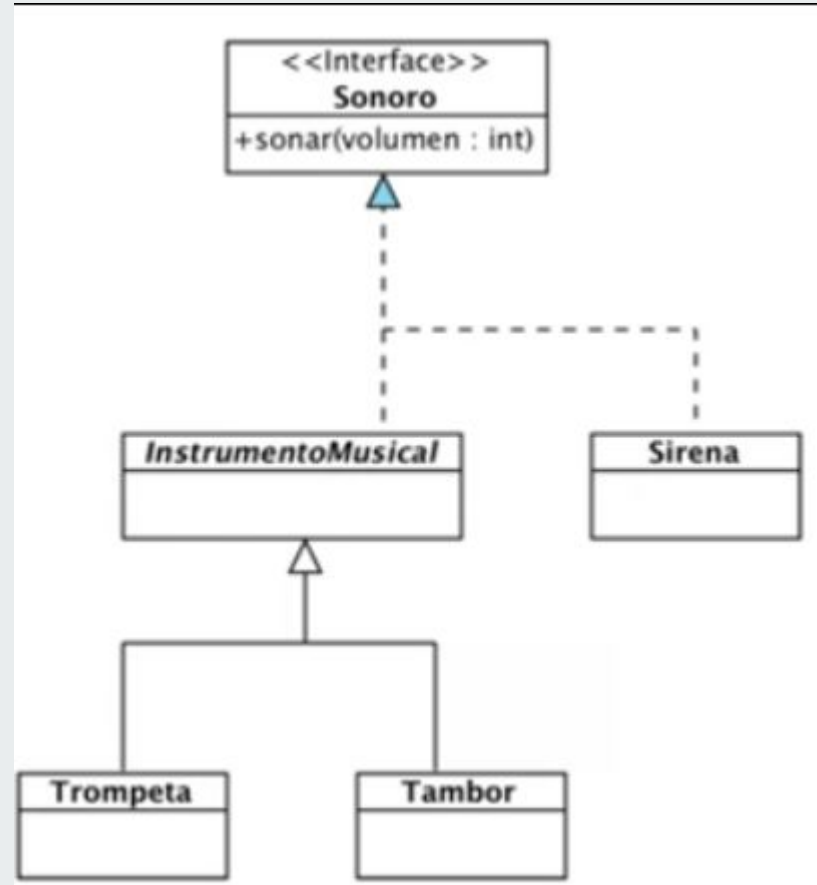 <<Interface>>
Sonoro
+sonar(volumen : int)
InstrumentoMusical
Sirena
Trompeta
Tambor